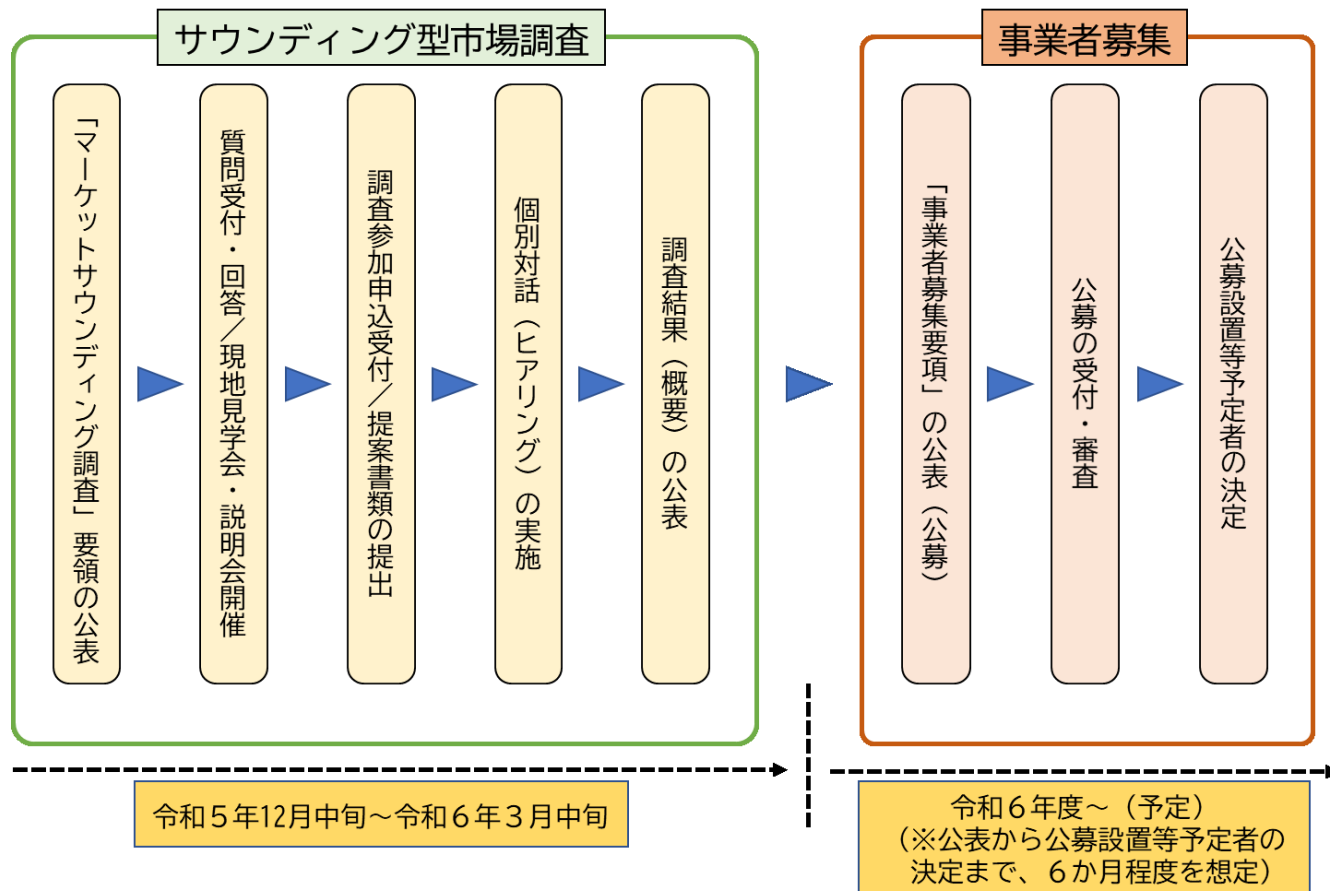 サウンディング型市場調査
「マーケットサウンディング調査」要領の公表
質問受付・回答／現地見学会・説明会開催
調査参加申込受付／提案書類の提出
個別対話（ヒアリング）の実施
調査結果（概要）の公表
令和５年12月中旬～令和６年３月中旬
事業者募集
「事業者募集要項」の公表（公募）
公募の受付・審査
公募設置等予定者の決定
令和６年度～（予定）
（※公表から公募設置等予定者の
決定まで、６か月程度を想定）